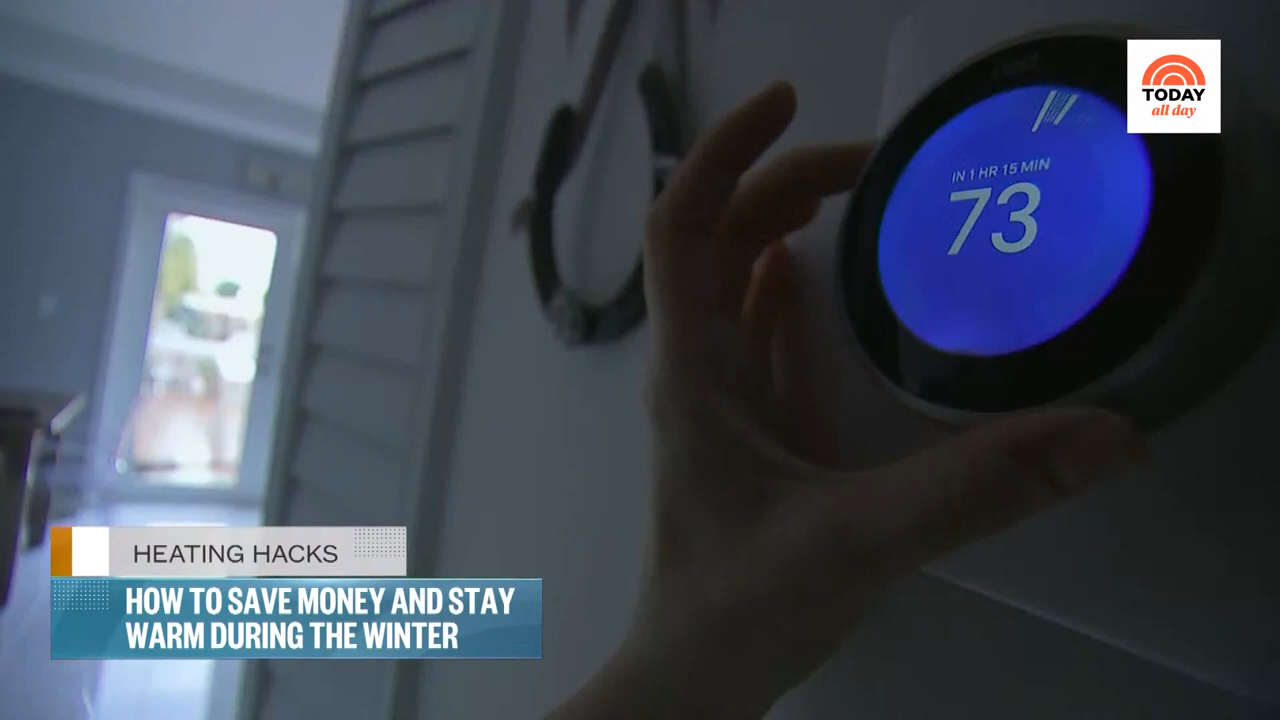 TODAY
all day
IN 1 HR 15 MIN
73
HEATING HACKS
HOW TO SAVE MONEY AND STAY
WARM DURING THE WINTER